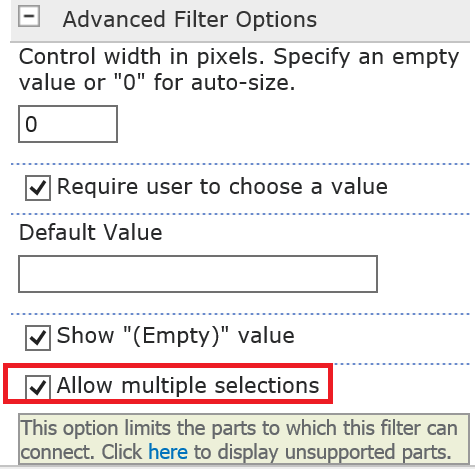 Advanced Filter Options
Control width in pixels. Specify an empty
value or "0" for auto-size.
0
Require user to choose a value
Default Value
Show "(Empty)" value
Allow multiple selections
This option limits the parts to which this filter can
connect. Click here to display unsupported parts.